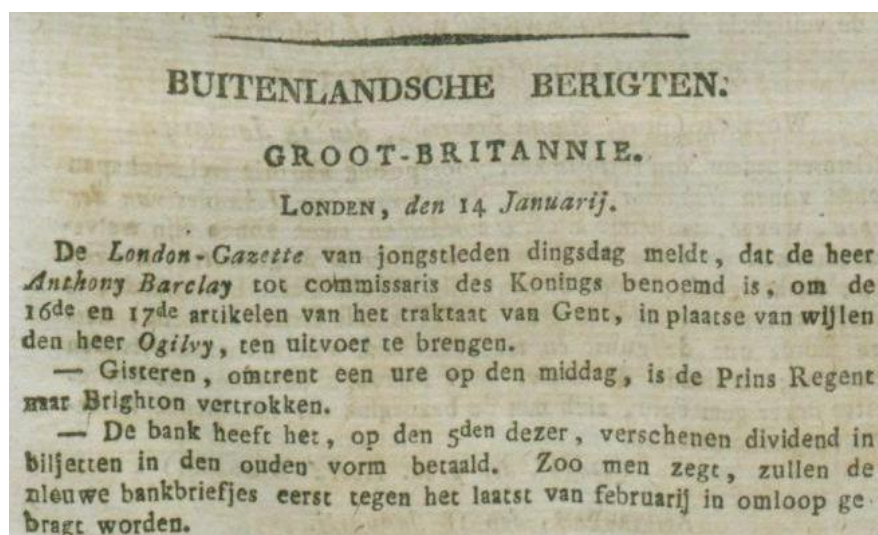 BUITENLANDSCHE BERIGTEN.
GROOT-BRITANNIE.
LONDEN, den 14 Januarij.
De London-Gazette van jongstleden dingsdag meldt, dat de heer
Anthony Barclay tot commissaris des Konings benoemd is, om de
16de en 17de artikelen van het traktaat van Gent, in plaatse van wijlen
den heer Ogilvy, ten uitvoer te brengen.
— Gisteren, omtrent een ure op den middag, is de Prins Regent
naar Brighton vertrokken.
— De bank heeft het, op den 5den dezer, verschenen dividend in
biljetten in den ouden vorm betaald. Zoo men zegt, zullen de
nieuwe bankbriefjes eerst tegen het laatst van februarij in omloop ge-
bragt worden.